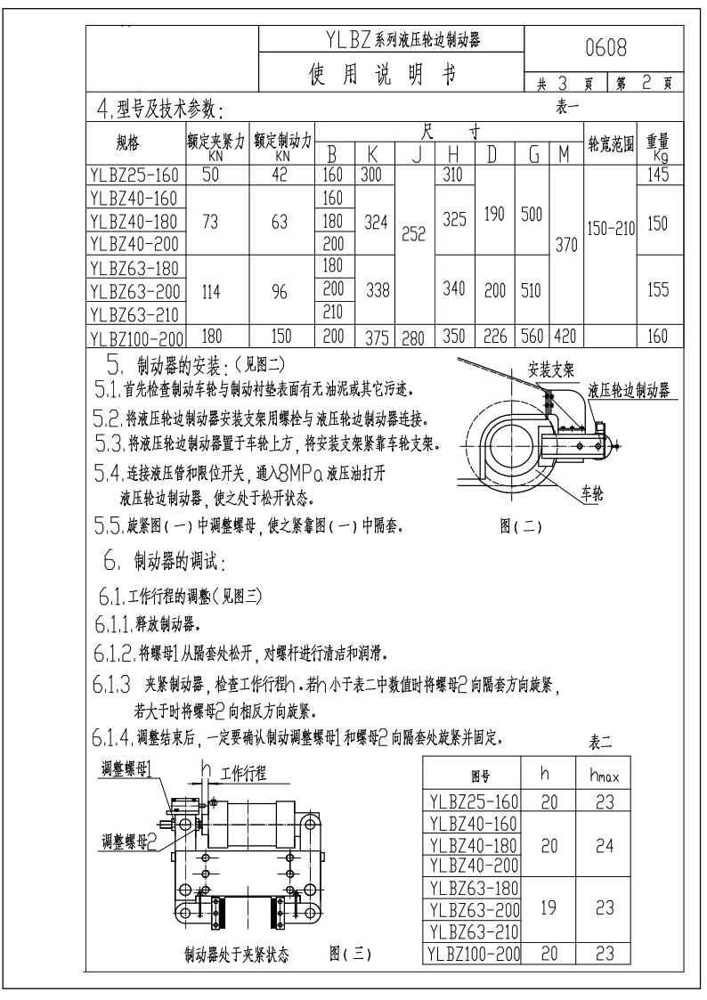 YLBZ系列液压轮边制动器
使用说明书
0608
共 3 页 第 2 页
4.型号及技术参数:
表一
规格 额定夹紧力 KN 额定制动力 KN 尺寸 轮宽范围 重量 Kg
B K J H D G M
YLBZ25-160 50 42 160 300 310 145
YLBZ40-160 160
YLBZ40-180 73 63 180 324 252 325 190 500 370 150-210 150
YLBZ40-200 200
YLBZ63-180 180
YLBZ63-200 114 96 200 338 340 200 510 155
YLBZ63-210 210
YLBZ100-200 180 150 200 375 280 350 226 560 420 160
5. 制动器的安装:(见图二)
5.1.首先检查制动车轮与制动衬垫表面有无油泥或其它污迹。
5.2.将液压轮边制动器安装支架用螺栓与液压轮边制动器连接。
5.3.将液压轮边制动器置于车轮上方,将安装支架紧靠车轮支架。
5.4.连接液压管和限位开关,通入8MPa液压油打开
液压轮边制动器,使之处于松开状态。
5.5.旋紧图(一)中调整螺母,使之紧靠图(一)中隔套。
安装支架
液压轮边制动器
车轮
图(二)
6. 制动器的调试:
6.1.工作行程的调整(见图三)
6.1.1.释放制动器。
6.1.2.将螺母1从隔套处松开,对螺杆进行清洁和润滑。
6.1.3 夹紧制动器,检查工作行程h。若h小于表二中数值时将螺母2向隔套方向旋紧,
若大于时将螺母2向相反方向旋紧。
6.1.4.调整结束后,一定要确认制动调整螺母1和螺母2向隔套处旋紧并固定。
调整螺母1
h 工作行程
调整螺母2
制动器处于夹紧状态 图(三)
表二
图号 h hmax
YLBZ25-160 20 23
YLBZ40-160
YLBZ40-180 20 24
YLBZ40-200
YLBZ63-180
YLBZ63-200 19 23
YLBZ63-210
YLBZ100-200 20 23